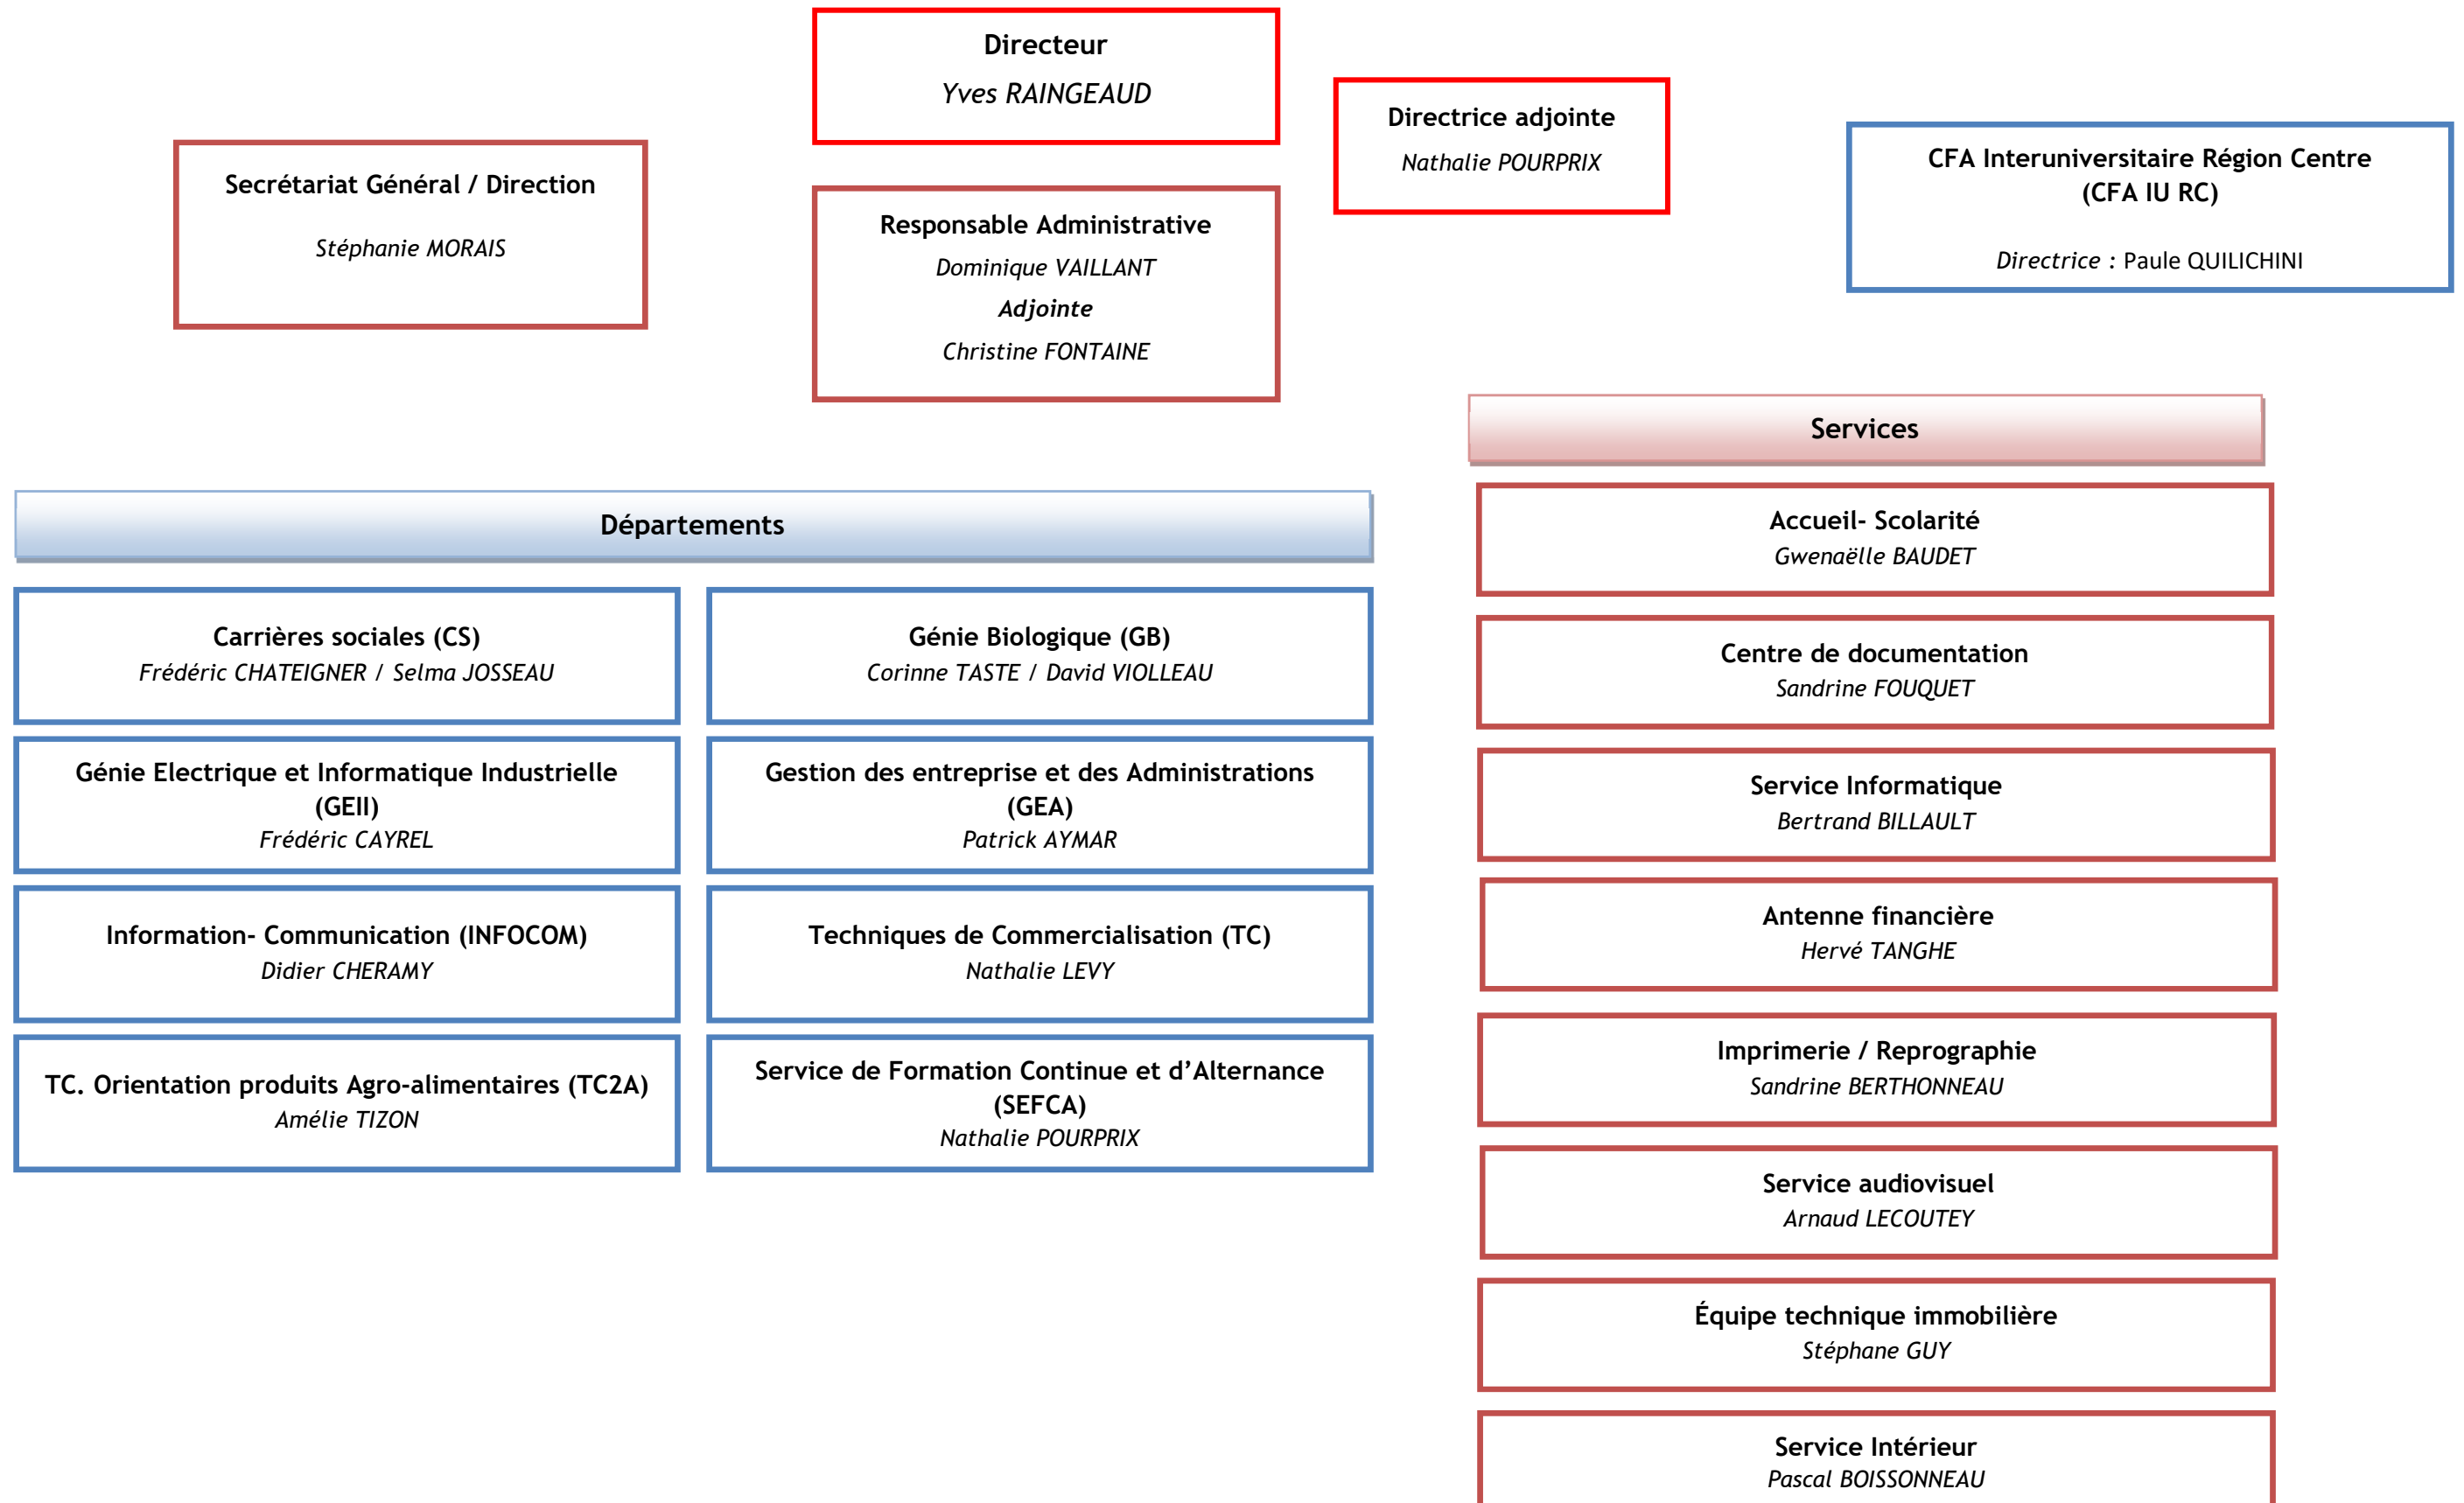 Directeur
Yves RAINGEAUD
Directrice adjointe
Nathalie POURPRIX
CFA Interuniversitaire Région Centre
(CFA IU RC)
Directrice : Paule QUILICHINI
Secrétariat Général / Direction
Stéphanie MORAIS
Responsable Administrative
Dominique VAILLANT
Adjointe
Christine FONTAINE
Départements
Carrières sociales (CS)
Frédéric CHATEIGNER / Selma JOSSEAU
Génie Biologique (GB)
Corinne TASTE / David VIOLLEAU
Génie Electrique et Informatique Industrielle
(GEII)
Frédéric CAYREL
Gestion des entreprise et des Administrations
(GEA)
Patrick AYMAR
Information- Communication (INFOCOM)
Didier CHERAMY
Techniques de Commercialisation (TC)
Nathalie LEVY
TC. Orientation produits Agro-alimentaires (TC2A)
Amélie TIZON
Service de Formation Continue et d’Alternance
(SEFCA)
Nathalie POURPRIX
Services
Accueil- Scolarité
Gwenaëlle BAUDET
Centre de documentation
Sandrine FOUQUET
Service Informatique
Bertrand BILLAULT
Antenne financière
Hervé TANGHE
Imprimerie / Reprographie
Sandrine BERTHONNEAU
Service audiovisuel
Arnaud LECOUTEY
Équipe technique immobilière
Stéphane GUY
Service Intérieur
Pascal BOISSONNEAU